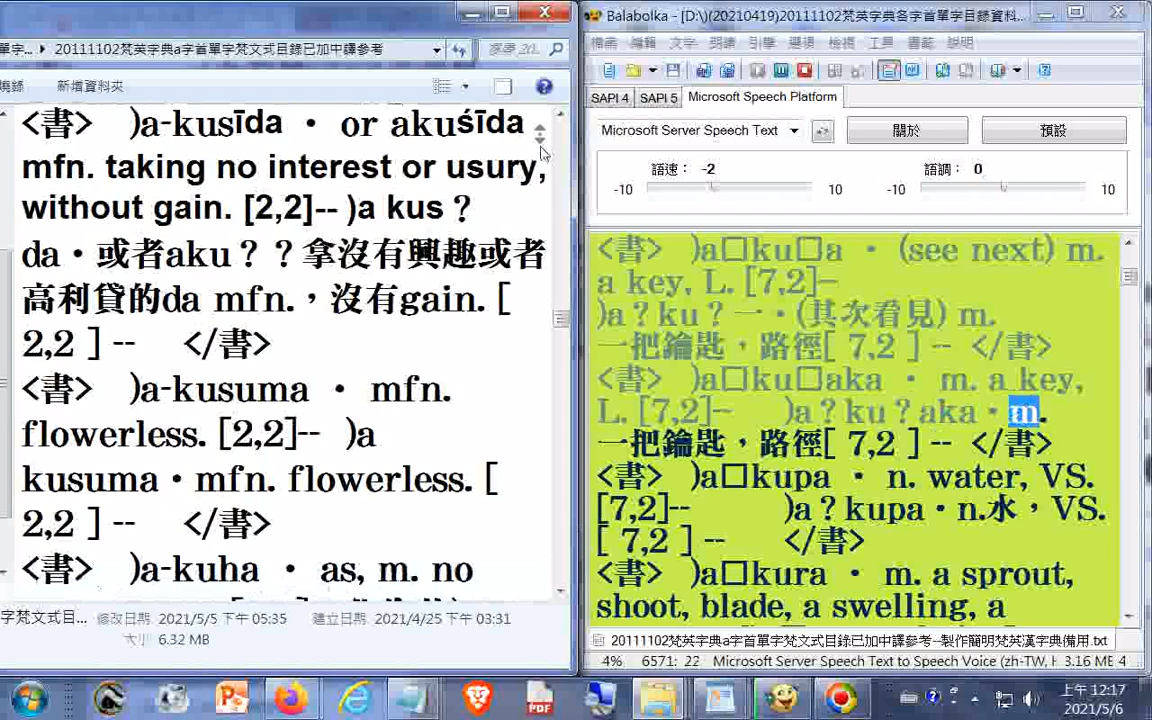 單字... ▸ 20111102梵英字典a字首單字梵文式目錄已加中譯參考
燒錄 新增資料夾
<書> )a-kusīda ‧ or akuśīda
mfn. taking no interest or usury,
without gain. [2,2]-- )a kus？
da‧或者aku？？拿沒有興趣或者
高利貸的da mfn.，沒有gain. [
2,2 ] -- </書>
<書> )a-kusuma ‧ mfn.
flowerless. [2,2]-- )a
kusuma‧mfn. flowerless. [
2,2 ] -- </書>
<書> )a-kuha ‧ as, m. no
字梵文式目... 修改日期: 2021/5/5 下午 05:35 建立日期: 2021/4/25 下午 03:31
大小: 6.32 MB
Balabolka - [D:\)(20210419)20111102梵英字典各字首單字目錄資料...
檔案 編輯 文字 朗讀 引擎 選項 檢視 工具 書籤 說明
SAPI 4 SAPI 5 Microsoft Speech Platform
Microsoft Server Speech Text 關於 預設
語速： -2 語調： 0
-10 10 -10 10
<書> )a□ku□a ‧ (see next) m.
a key, L. [7,2]--
)a？ku？一‧(其次看見) m.
一把鑰匙，路徑[ 7,2 ] -- </書>
<書> )a□ku□aka ‧ m. a key,
L. [7,2]-- )a？ku？aka‧m.
一把鑰匙，路徑[ 7,2 ] -- </書>
<書> )a□kupa ‧ n. water, VS.
[7,2]-- )a？kupa‧n.水，VS.
[ 7,2 ] -- </書>
<書> )a□kura ‧ m. a sprout,
shoot, blade, a swelling, a
20111102梵英字典a字首單字梵文式目錄已加中譯參考--製作簡明梵英漢字典備用.txt
4% 6571: 22 Microsoft Server Speech Text to Speech Voice (zh-TW, H 3.16 ME 4
上午 12:17
2021/5/6